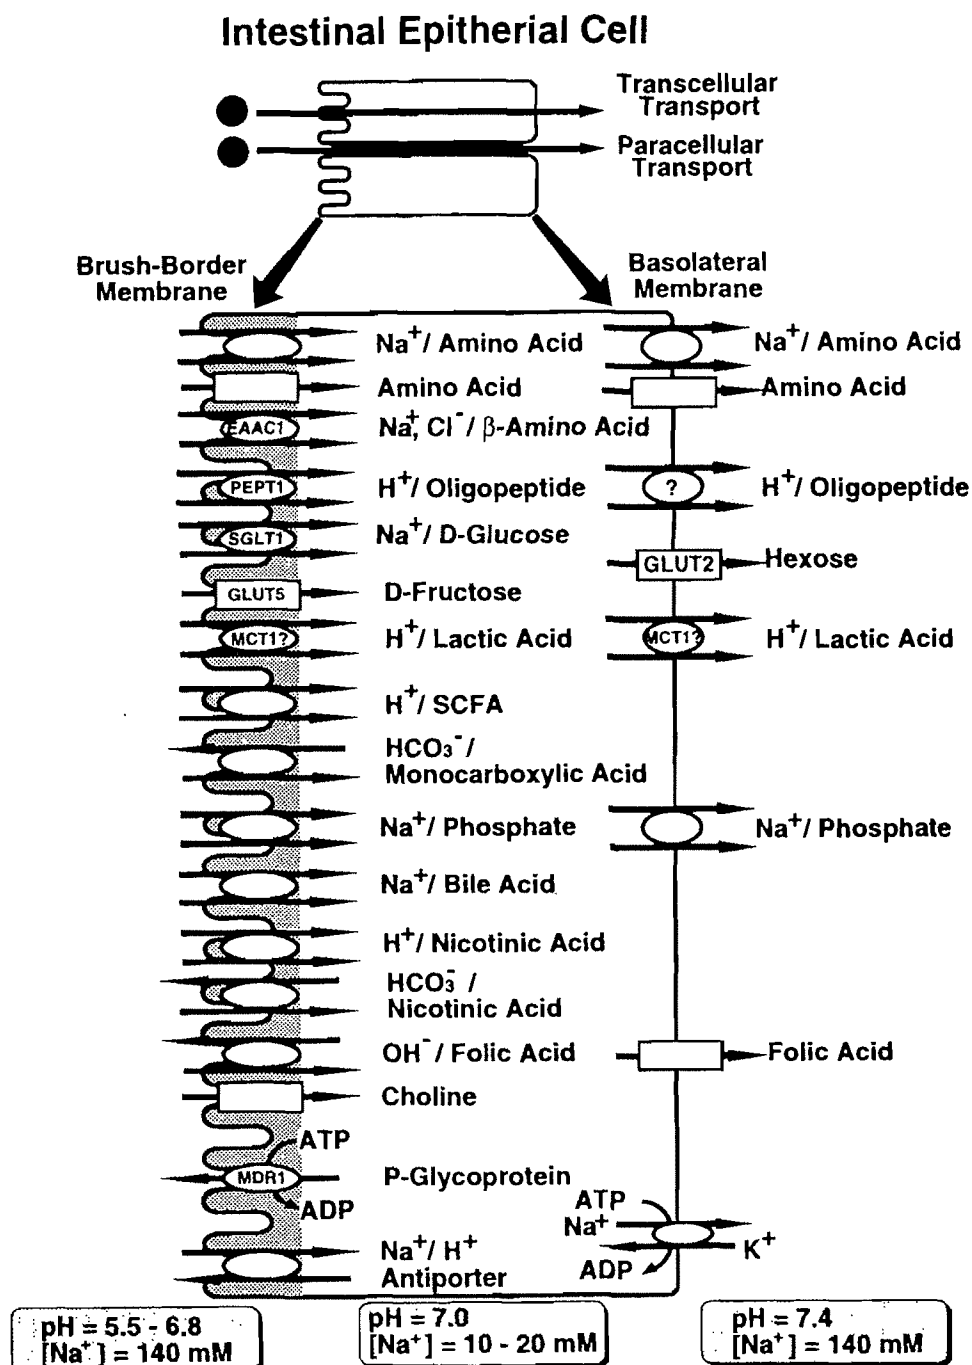 Intestinal Epitherial Cell
Transcellular
Transport
Paracellular
Transport
Brush-Border
Membrane
Basolateral
Membrane
Na+/ Amino Acid
Amino Acid
EAAC1
Na+, Cl-/ β-Amino Acid
PEPT1
H+/ Oligopeptide
SGLT1
Na+/ D-Glucose
GLUT5
D-Fructose
MCT1?
H+/ Lactic Acid
H+/ SCFA
HCO3-/
Monocarboxylic Acid
Na+/ Phosphate
Na+/ Bile Acid
H+/ Nicotinic Acid
HCO3- /
Nicotinic Acid
OH-/ Folic Acid
Choline
ATP
MDR1
P-Glycoprotein
ADP
Na+/ H+
Antiporter
Na+/ Amino Acid
Amino Acid
?
H+/ Oligopeptide
GLUT2
Hexose
MCT1?
H+/ Lactic Acid
Na+/ Phosphate
Folic Acid
ATP
Na+
K+
ADP
pH = 5.5 - 6.8
[Na+] = 140 mM
pH = 7.0
[Na+] = 10 - 20 mM
pH = 7.4
[Na+] = 140 mM